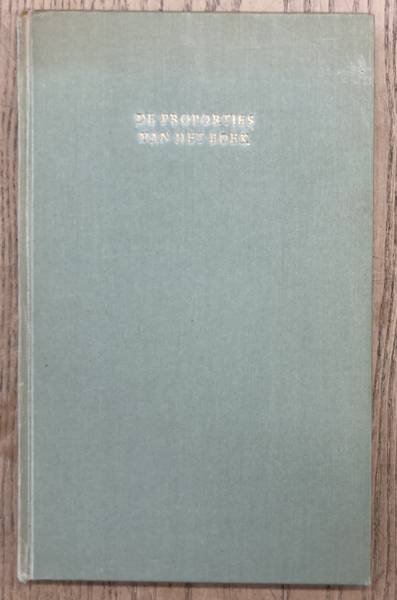 DE PROPORTIES
VAN HET BOEK